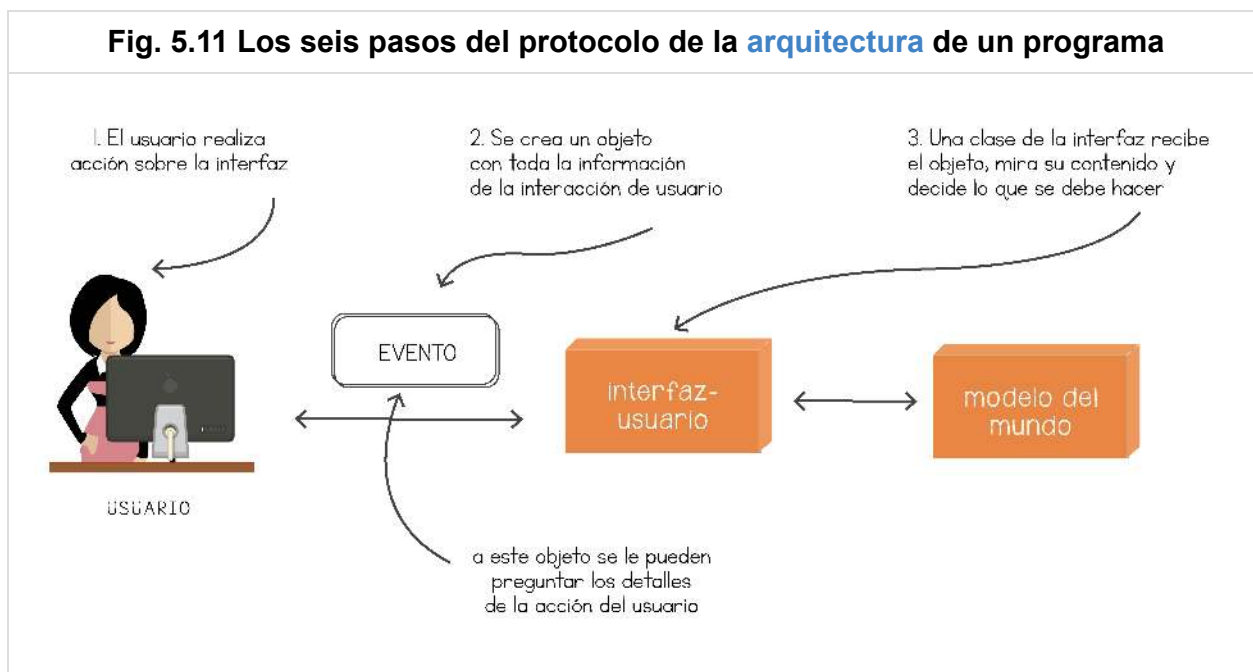 Fig. 5.11 Los seis pasos del protocolo de la arquitectura de un programa
1. El usuario realiza
acción sobre la interfaz
2. Se crea un objeto
con toda la información
de la interacción de usuario
3. Una clase de la interfaz recibe
el objeto, mira su contenido y
decide lo que se debe hacer
EVENTO
interfaz-
usuario
modelo del
mundo
USUARIO
a este objeto se le pueden
preguntar los detalles
de la acción del usuario